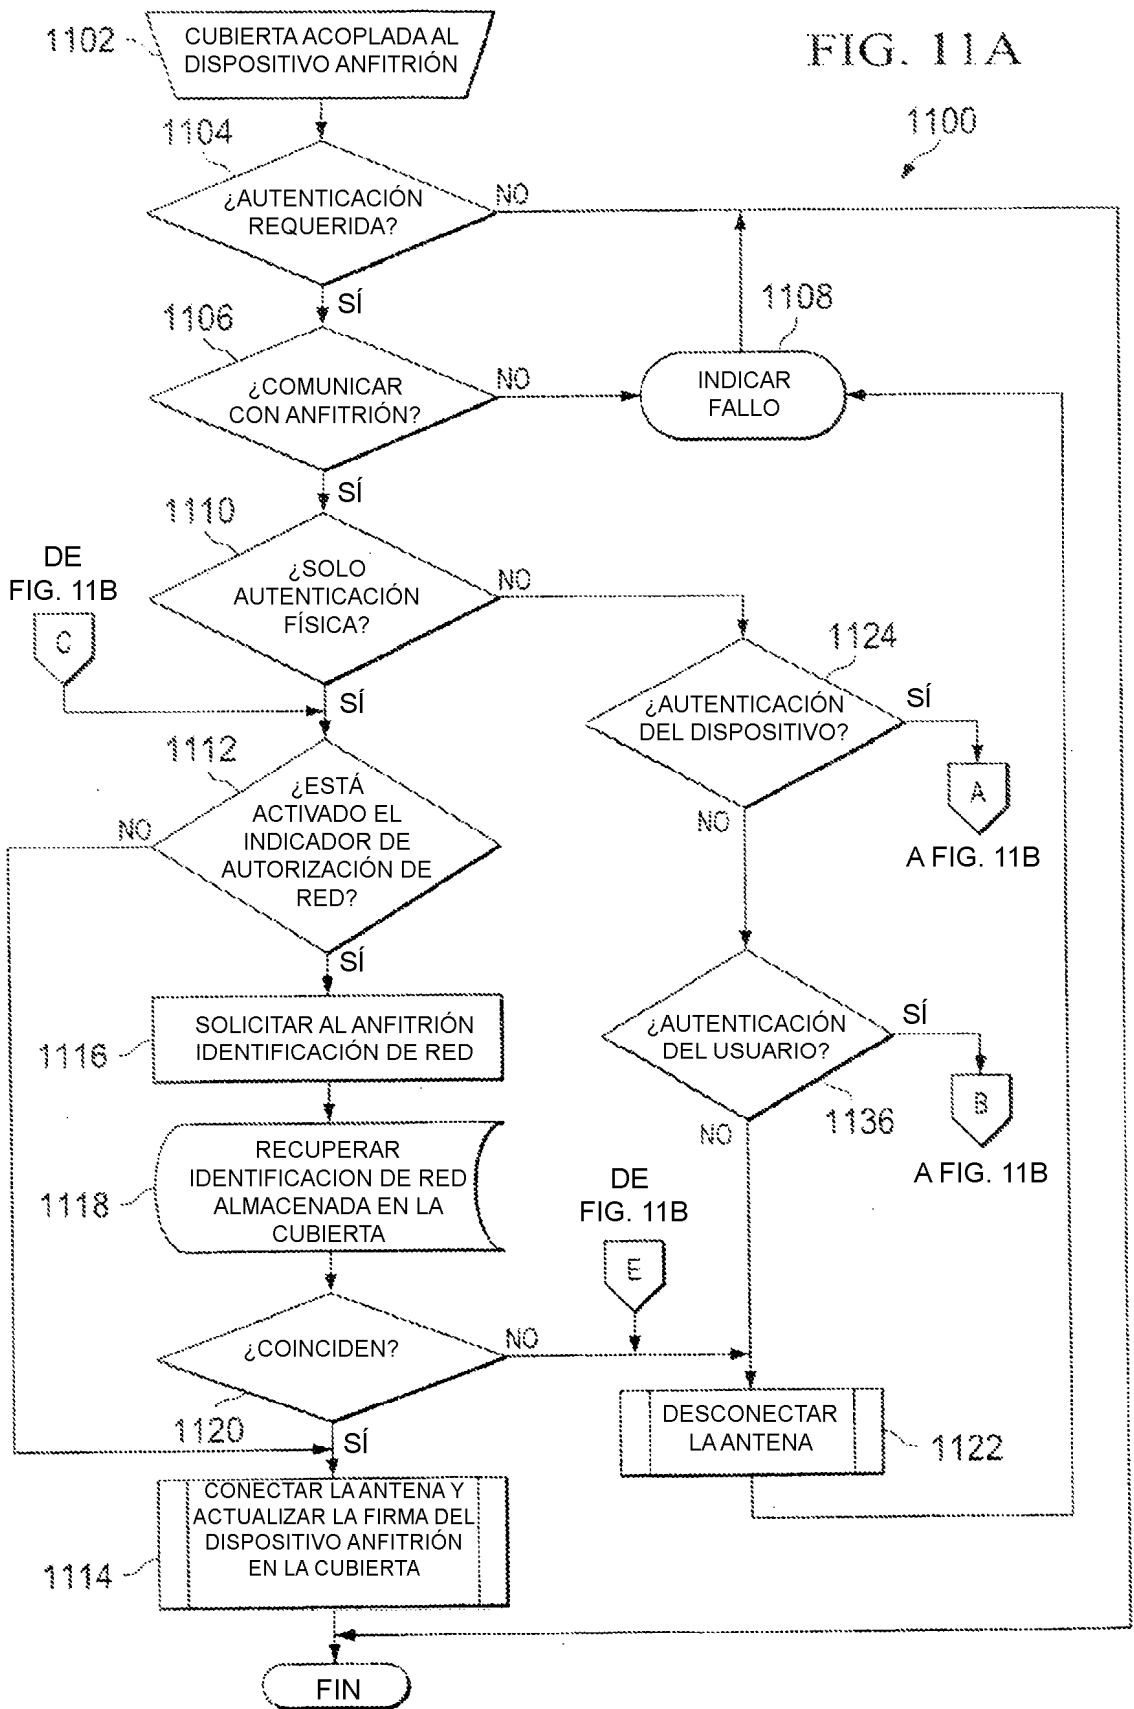 FIG. 11A
1100
1102
CUBIERTA ACOPLADA AL
DISPOSITIVO ANFITRIÓN
1104
¿AUTENTICACIÓN
REQUERIDA?
NO
SÍ
1106
¿COMUNICAR
CON ANFITRIÓN?
NO
SÍ
1108
INDICAR
FALLO
1110
¿SOLO
AUTENTICACIÓN
FÍSICA?
NO
SÍ
DE
FIG. 11B
C
1124
¿AUTENTICACIÓN
DEL DISPOSITIVO?
SÍ
NO
A
A FIG. 11B
1112
¿ESTÁ
ACTIVADO EL
INDICADOR DE
AUTORIZACIÓN DE
RED?
NO
SÍ
1116
SOLICITAR AL ANFITRIÓN
IDENTIFICACIÓN DE RED
¿AUTENTICACIÓN
DEL USUARIO?
SÍ
NO
1136
B
A FIG. 11B
1118
RECUPERAR
IDENTIFICACION DE RED
ALMACENADA EN LA
CUBIERTA
DE
FIG. 11B
E
¿COINCIDEN?
NO
1120
SÍ
DESCONECTAR
LA ANTENA
1122
1114
CONECTAR LA ANTENA Y
ACTUALIZAR LA FIRMA DEL
DISPOSITIVO ANFITRIÓN
EN LA CUBIERTA
FIN